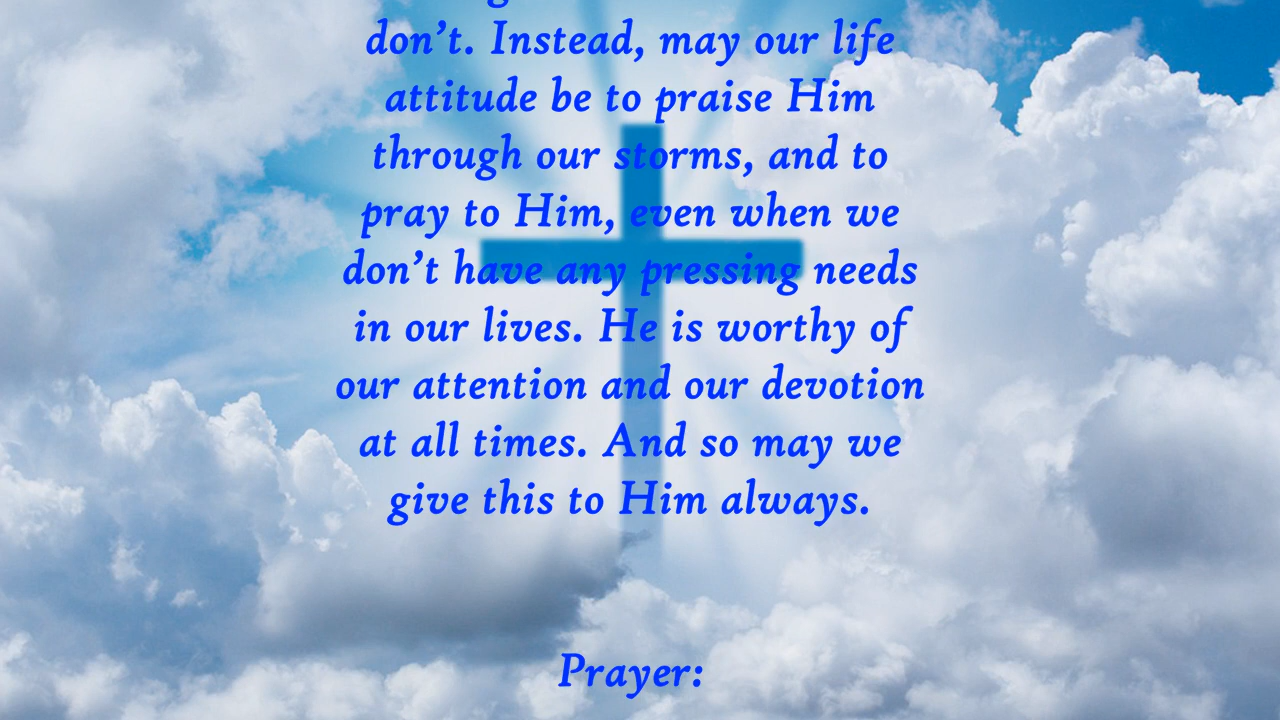 don’t. Instead, may our life
attitude be to praise Him
through our storms, and to
pray to Him, even when we
don’t have any pressing needs
in our lives. He is worthy of
our attention and our devotion
at all times. And so may we
give this to Him always.
Prayer: